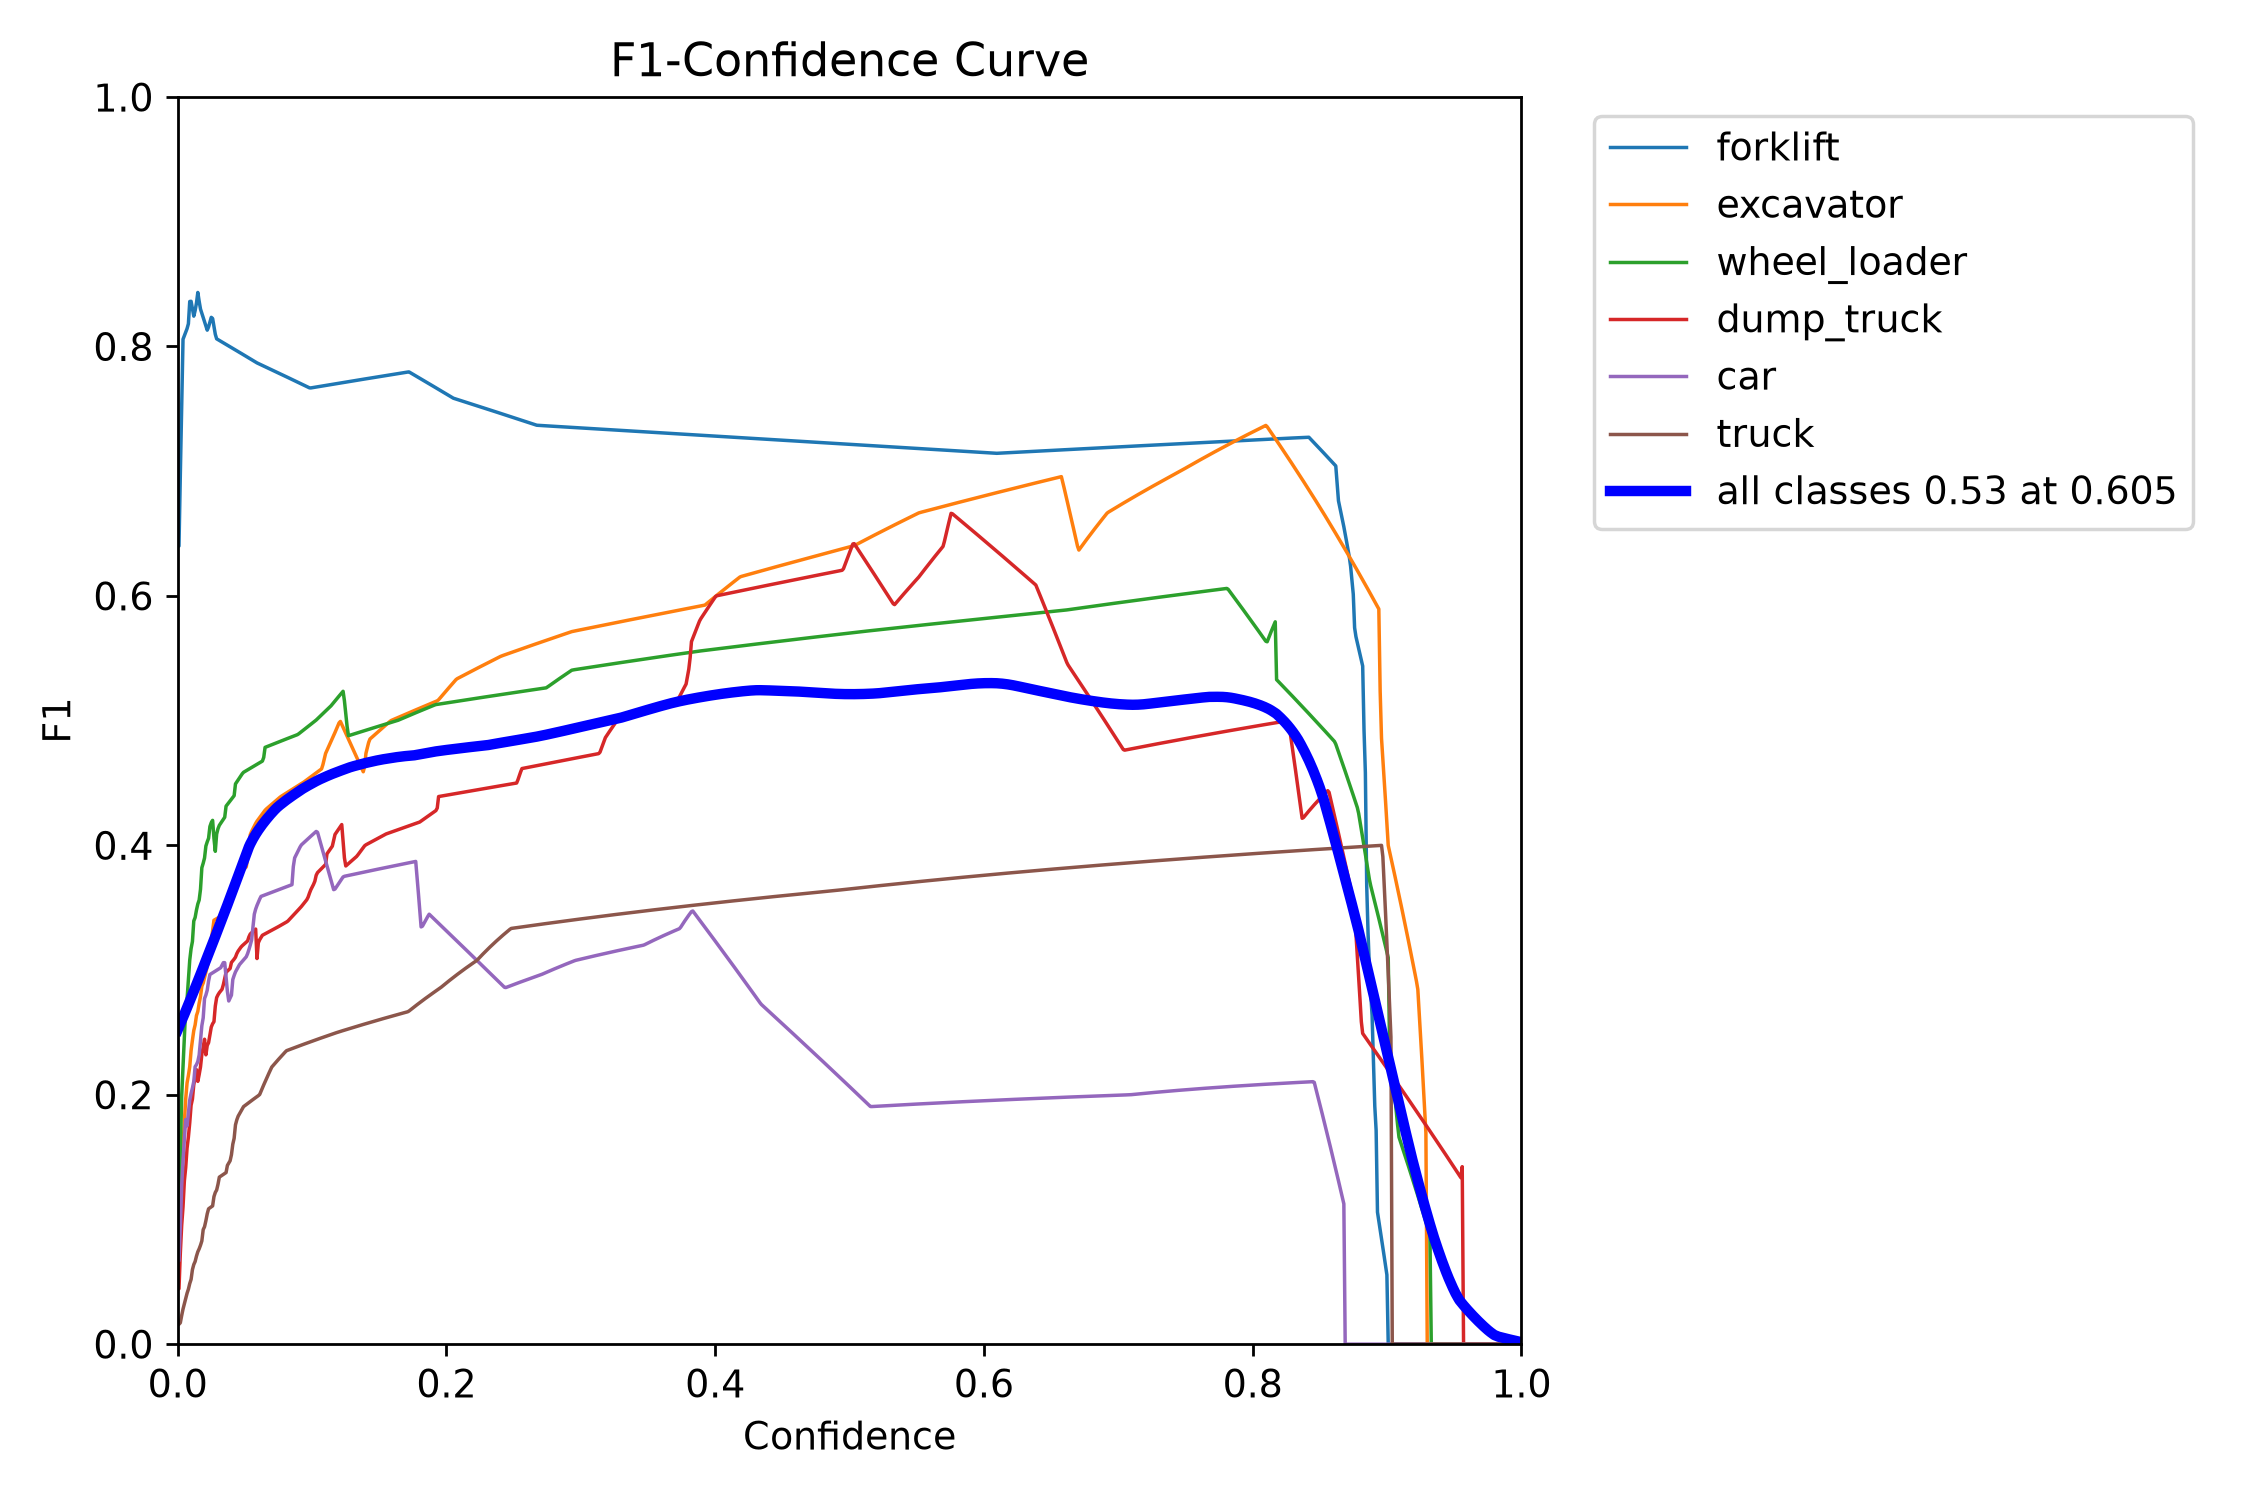 F1-Confidence Curve
1.0
0.8
0.6
0.4
0.2
0.0
F1
0.0 0.2 0.4 0.6 0.8 1.0
Confidence
forklift
excavator
wheel_loader
dump_truck
car
truck
all classes 0.53 at 0.605